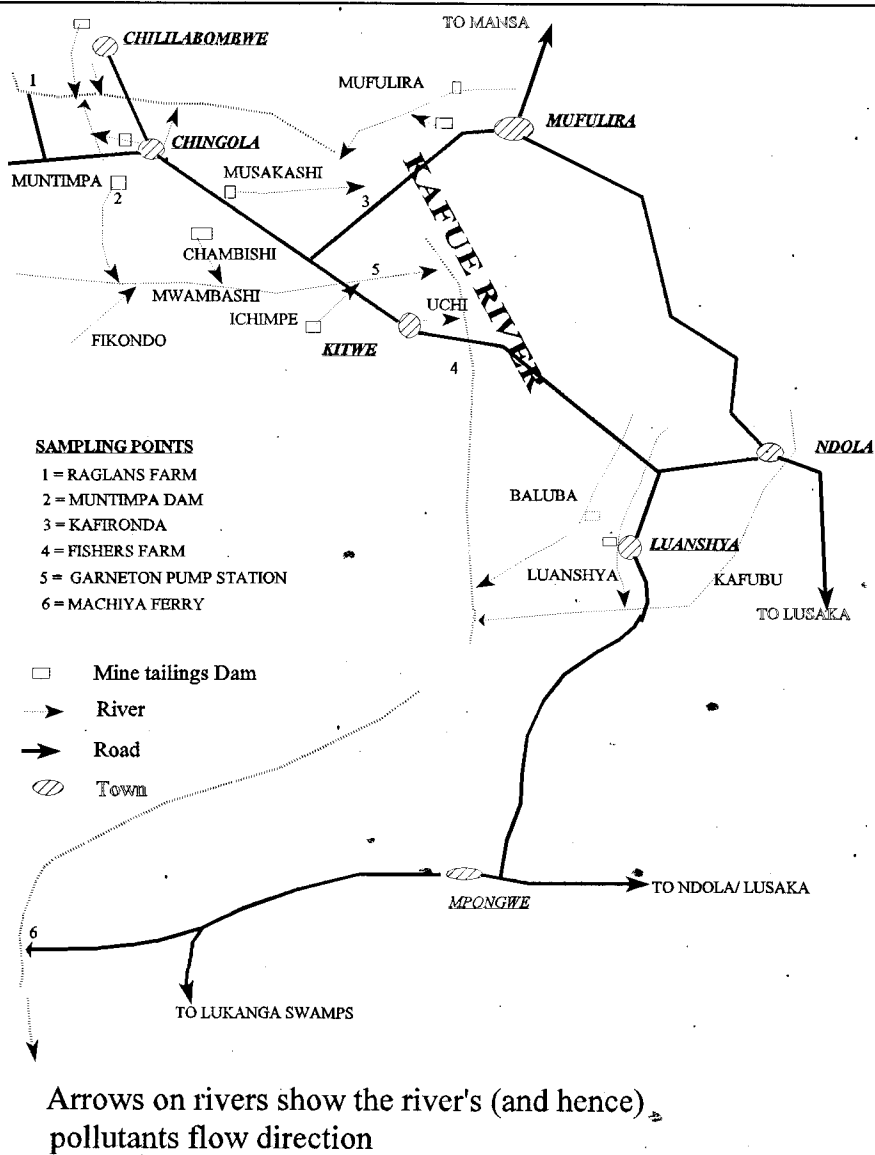 TO MANSA
CHILILABOMBWE
1
MUFULIRA
MUFULIRA
CHINGOLA
MUNTIMPA
2
MUSAKASHI
3
KAFUE RIVER
CHAMBISHI
5
MWAMBASHI
UCHI
ICHIMPE
FIKONDO
KITWE
4
SAMPLING POINTS
1 = RAGLANS FARM
2 = MUNTIMPA DAM
3 = KAFIRONDA
4 = FISHERS FARM
5 = GARNETON PUMP STATION
6 = MACHIYA FERRY
NDOLA
BALUBA
LUANSHYA
LUANSHYA
KAFUBU
TO LUSAKA
Mine tailings Dam
River
Road
Town
TO NDOLA/ LUSAKA
MPONGWE
6
TO LUKANGA SWAMPS
Arrows on rivers show the river's (and hence)
pollutants flow direction